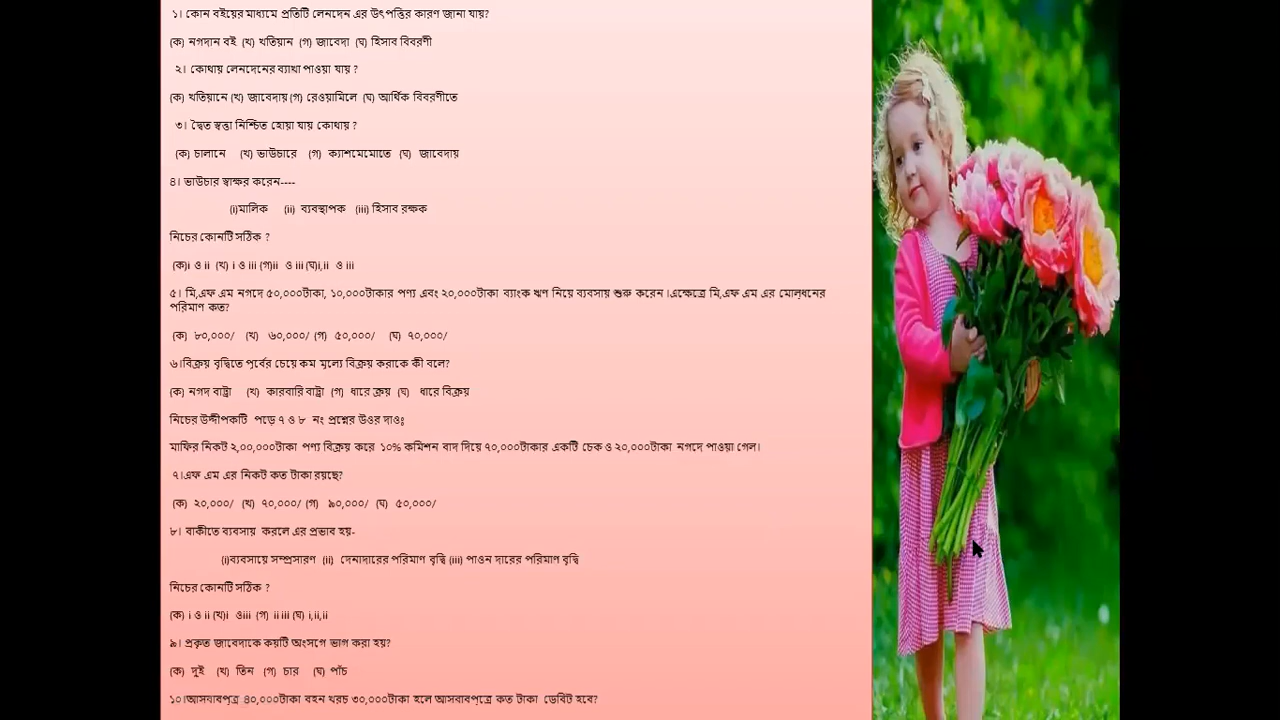 ১। কোন বইয়ের মাধ্যমে প্রতিটি লেনদেন এর উৎপত্তির কারণ জানা যায়?
(ক) নগদান বই (খ) খতিয়ান (গ) জাবেদা (ঘ) হিসাব বিবরণী
২। কোথায় লেনদেনের ব্যাখা পাওয়া যায় ?
(ক) খতিয়ানে (খ) জাবেদায় (গ) রেওয়ামিলে (ঘ) আর্থিক বিবরণীতে
৩। দ্বৈত স্বত্তা নিশ্চিত হোয়া যায় কোথায় ?
(ক) চালানে (খ) ভাউচারে (গ) ক্যাশমেমোতে (ঘ) জাবেদায়
৪। ভাউচার স্বাক্ষর করেন----
(i)মালিক (ii) ব্যবস্থাপক (iii) হিসাব রক্ষক
নিচের কোনটি সঠিক ?
(ক)i ও ii (খ) i ও iii (গ)ii ও iii (ঘ)i,ii ও iii
৫। মি,এফ এম নগদে ৫০,০০০টাকা, ১০,০০০টাকার পণ্য এবং ২০,০০০টাকা ব্যাংক ঋণ নিয়ে ব্যবসায় শুরু করেন।এক্ষেত্রে মি,এফ এম এর মোলধনের
পরিমাণ কত?
(ক) ৮০,০০০/ (খ) ৬০,০০০/ (গ) ৫০,০০০/ (ঘ) ৭০,০০০/
৬।বিক্রয় বৃদ্ধিতে পূর্বের চেয়ে কম মূল্যে বিক্রয় করাকে কী বলে?
(ক) নগদ বাট্টা (খ) কারবারি বাট্টা (গ) ধারে ক্রয় (ঘ) ধারে বিক্রয়
নিচের উদ্দীপকটি পড়ে ৭ ও ৮ নং প্রশ্নের উওর দাওঃ
মাফির নিকট ২,০০,০০০টাকা পণ্য বিক্রয় করে ১০% কমিশন বাদ দিয়ে ৭০,০০০টাকার একটি চেক ও ২০,০০০টাকা নগদে পাওয়া গেল।
৭।এফ এম এর নিকট কত টাকা রয়ছে?
(ক) ২০,০০০/ (খ) ৭০,০০০/ (গ) ৯০,০০০/ (ঘ) ৫০,০০০/
৮। বাকীতে ব্যবসায় করলে এর প্রভাব হয়-
(i)ব্যবসায়ে সম্প্রসারণ (ii) দেনাদারের পরিমাণ বৃদ্ধি (iii) পাওন দারের পরিমাণ বৃদ্ধি
নিচের কোনটি সঠিক ?
(ক) i ও ii (খ)i ওiii (গ) ii iii (ঘ) i,ii,ii
৯। প্রকৃত জাবেদাকে কয়টি অংসগে ভাগ করা হয়?
(ক) দুই (খ) তিন (গ) চার (ঘ) পাঁচ
১০।আসবাবপত্র ৪০,০০০টাকা বহন খরচ ৩০,০০০টাকা হলে আসবাবপত্রে কত টাকা ডেবিট হবে?